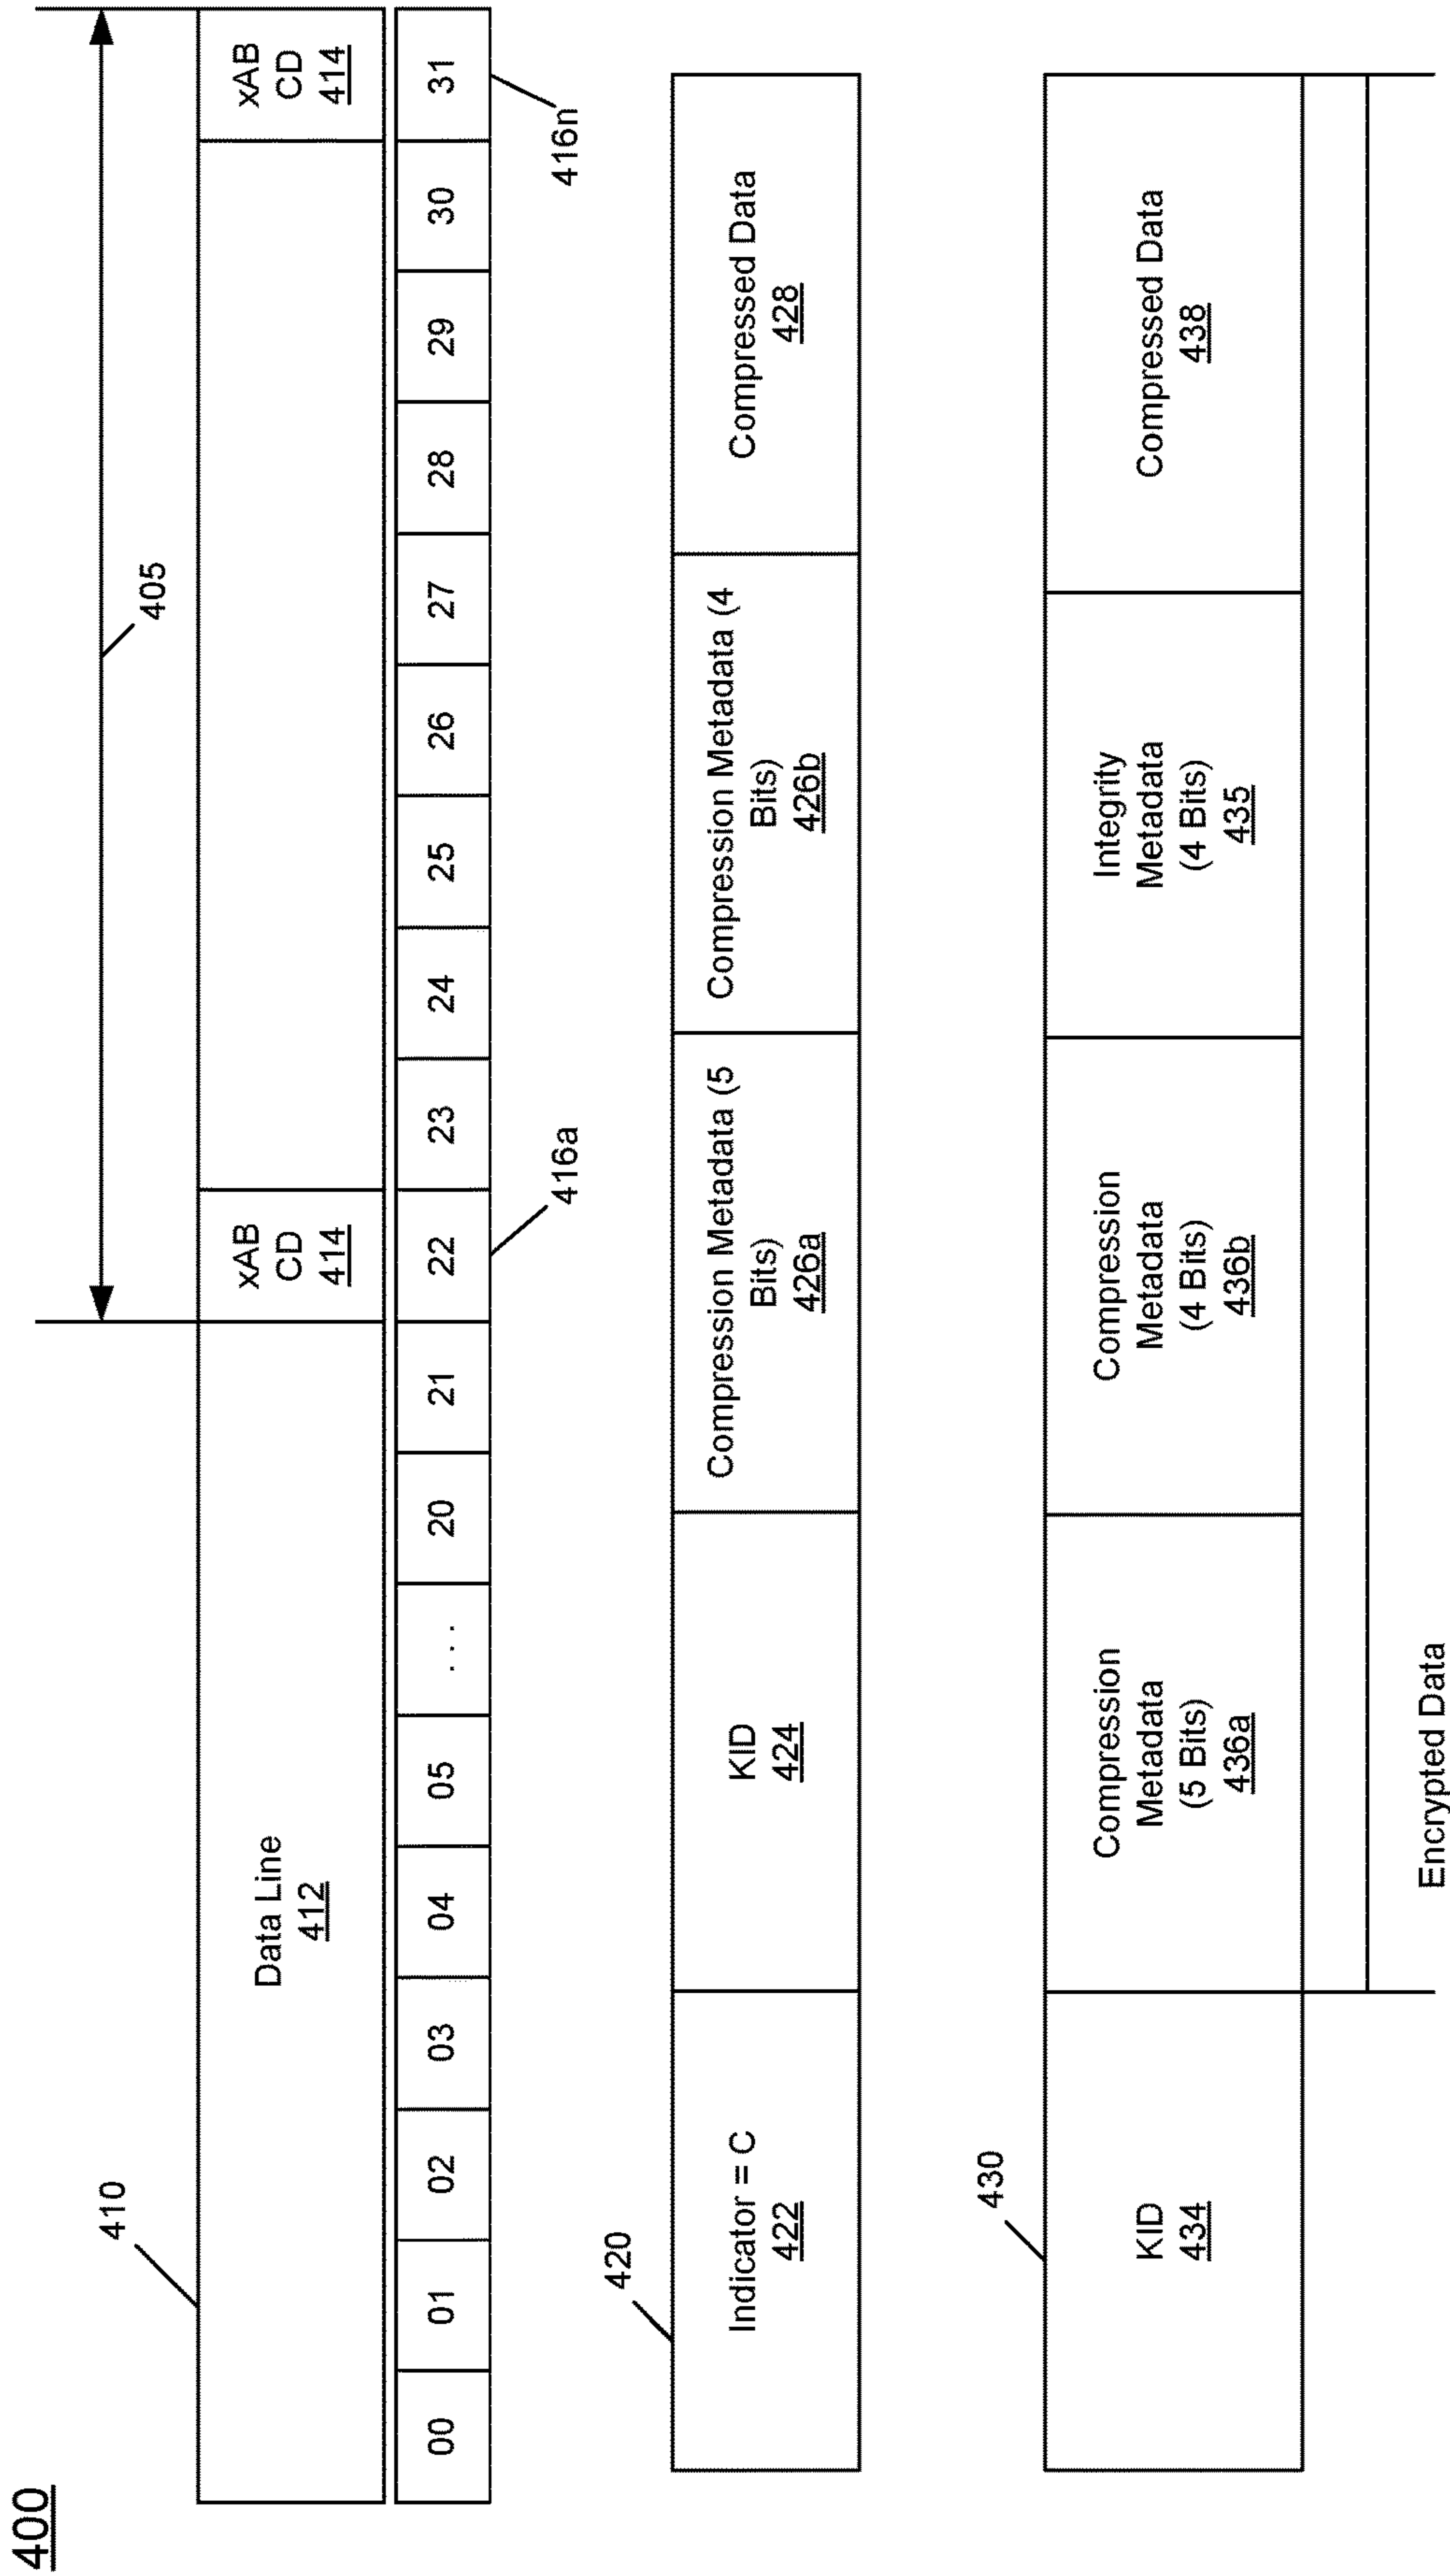 400
405
410
Data Line
412
xAB
CD
414
xAB
CD
414
00
01
02
03
04
05
...
20
21
22
23
24
25
26
27
28
29
30
31
416a
416n
420
Indicator = C
422
KID
424
Compression Metadata (5
Bits)
426a
Compression Metadata (4
Bits)
426b
Compressed Data
428
430
KID
434
Compression
Metadata
(5 Bits)
436a
Compression
Metadata
(4 Bits)
436b
Integrity
Metadata
(4 Bits)
435
Compressed Data
438
Encrypted Data